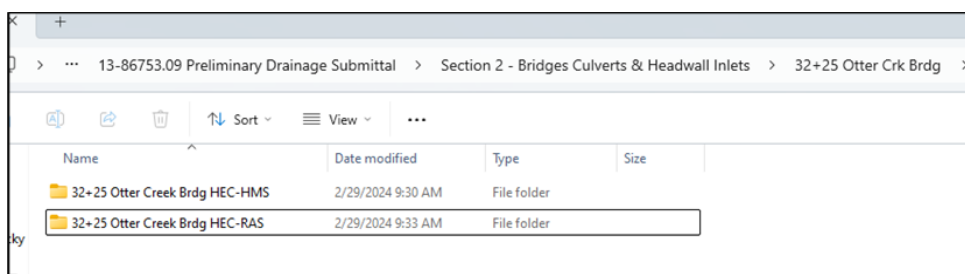 13-86753.09 Preliminary Drainage Submittal > Section 2 - Bridges Culverts & Headwall Inlets > 32+25 Otter Crk Brdg >
Sort View ...
Name Date modified Type Size
32+25 Otter Creek Brdg HEC-HMS 2/29/2024 9:30 AM File folder
32+25 Otter Creek Brdg HEC-RAS 2/29/2024 9:33 AM File folder
cky